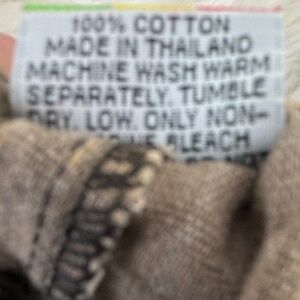 100% COTTON
MADE IN THAILAND
MACHINE WASH WARM
SEPARATELY. TUMBLE
DRY. LOW. ONLY NON-
BLEACH